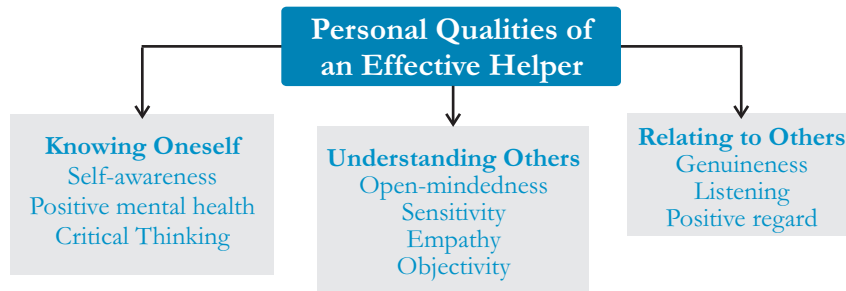 Personal Qualities of
an Effective Helper
Knowing Oneself
Self-awareness
Positive mental health
Critical Thinking
Understanding Others
Open-mindedness
Sensitivity
Empathy
Objectivity
Relating to Others
Genuineness
Listening
Positive regard